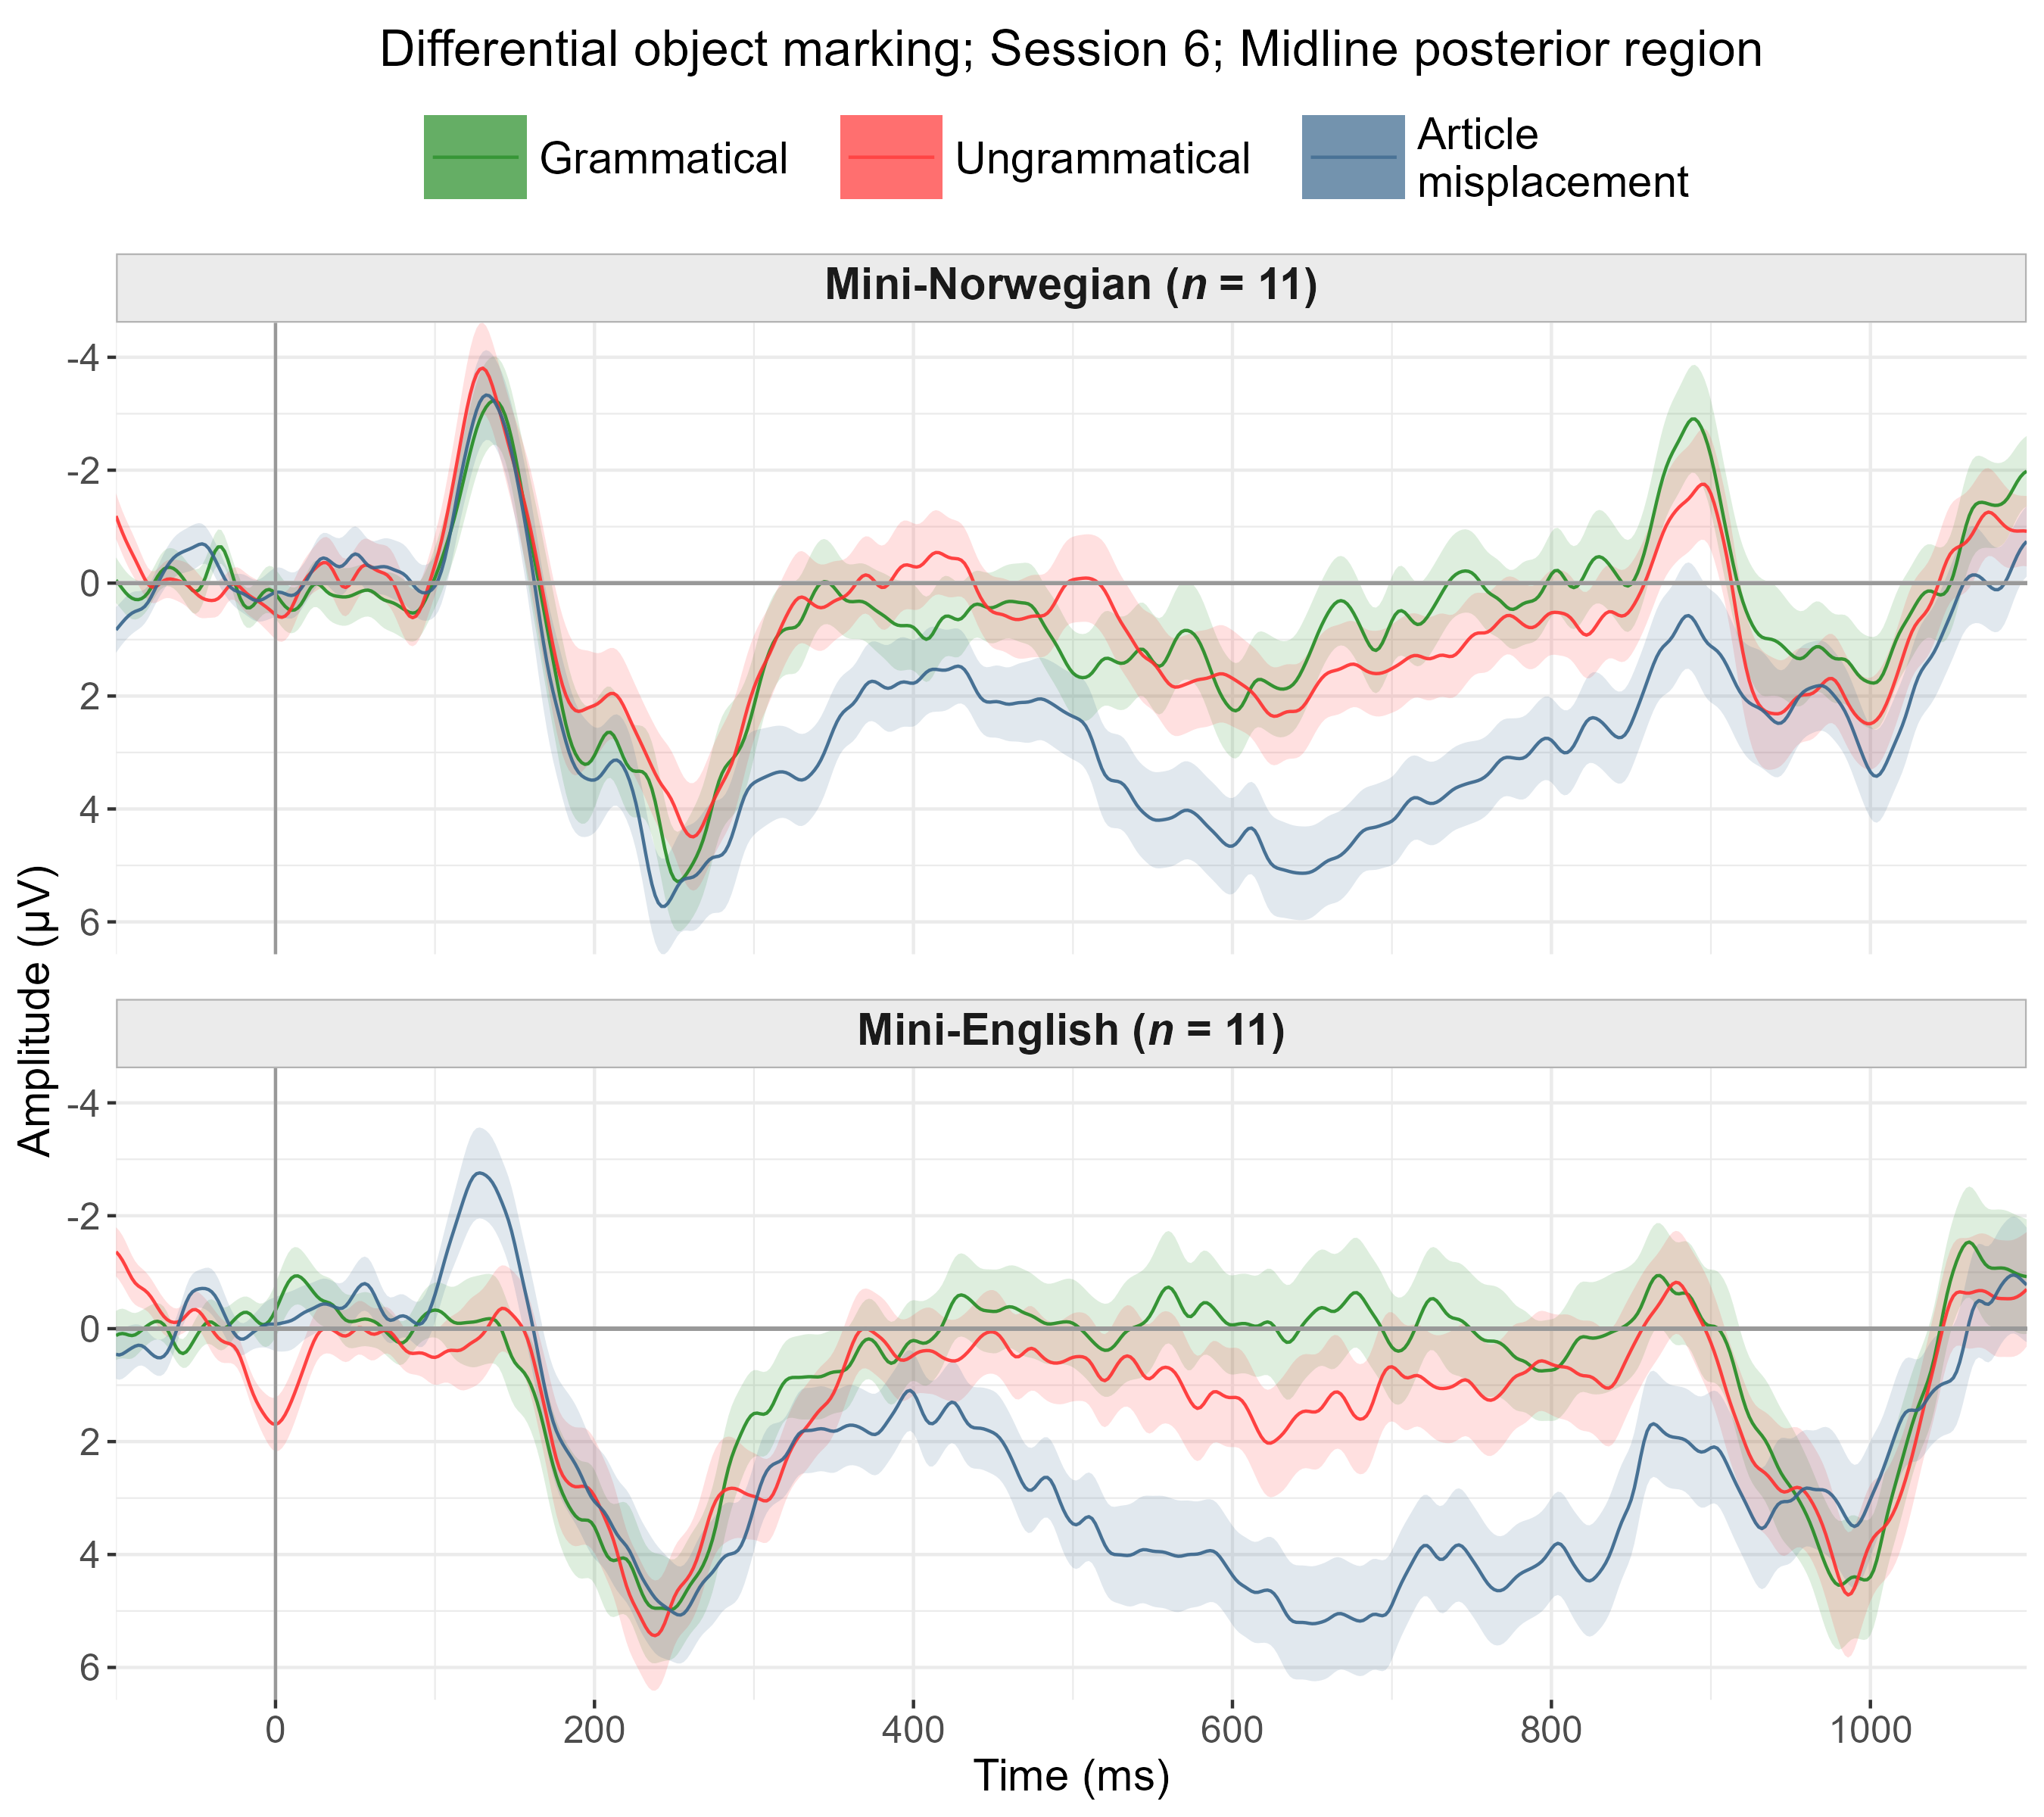 Differential object marking; Session 6; Midline posterior region
Grammatical
Ungrammatical
Article
misplacement
Mini-Norwegian (n = 11)
-4
-2
0
2
4
6
Amplitude (µV)
Mini-English (n = 11)
-4
-2
0
2
4
6
0 200 400 600 800 1000
Time (ms)